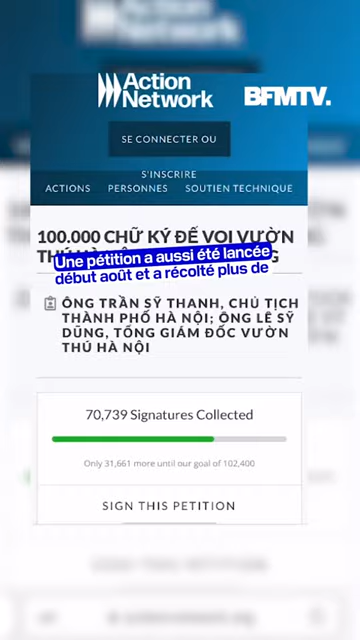 Action
Network
BFMTV.
SE CONNECTER OU
S'INSCRIRE
ACTIONS PERSONNES SOUTIEN TECHNIQUE
100.000 CHỮ KÝ ĐỂ VOI VƯỜN
Une pétition a aussi été lancée
début août et a récolté plus de
ÔNG TRẦN SỸ THANH, CHỦ TỊCH
THÀNH PHỐ HÀ NỘI; ÔNG LÊ SỸ
DŨNG, TỔNG GIÁM ĐỐC VƯỜN
THÚ HÀ NỘI
70,739 Signatures Collected
Only 31,661 more until our goal of 102,400
SIGN THIS PETITION